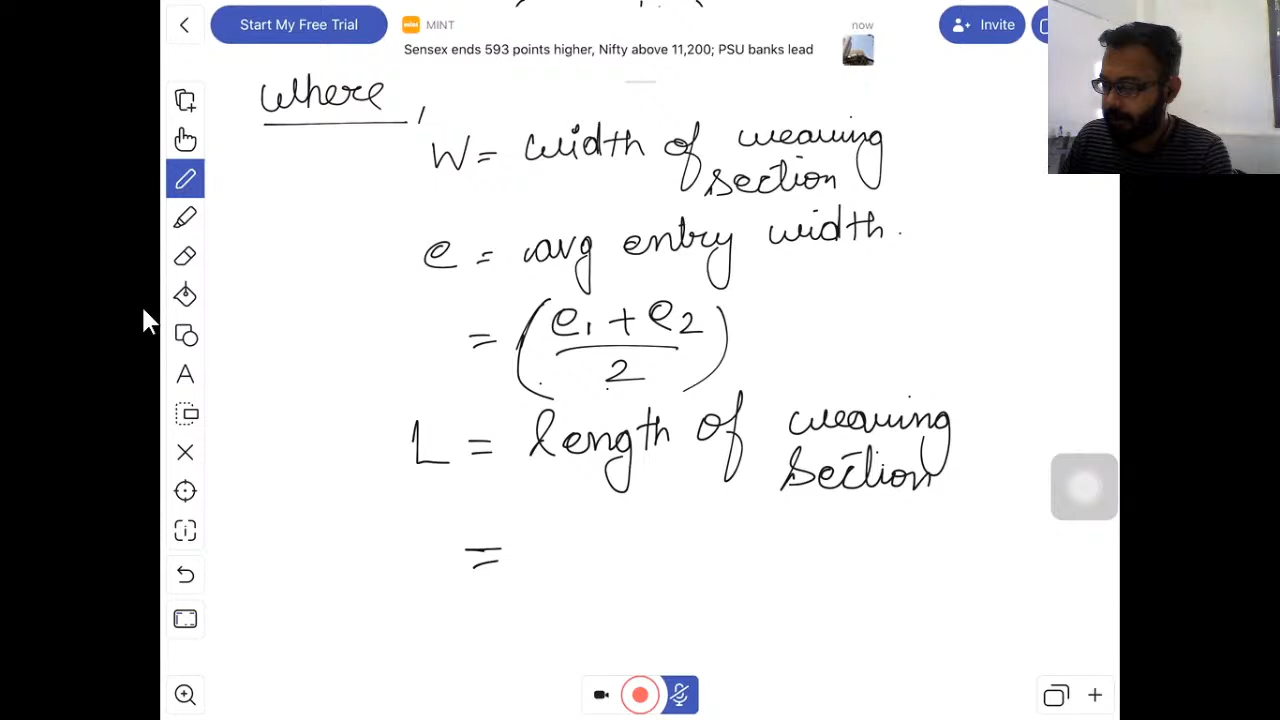 Start My Free Trial
MINT
now
Invite
Sensex ends 593 points higher, Nifty above 11,200; PSU banks lead
where,
W = width of weaving
section
e = avg entry width.
= (e1 + e2
2)
L = length of weaving
section
=